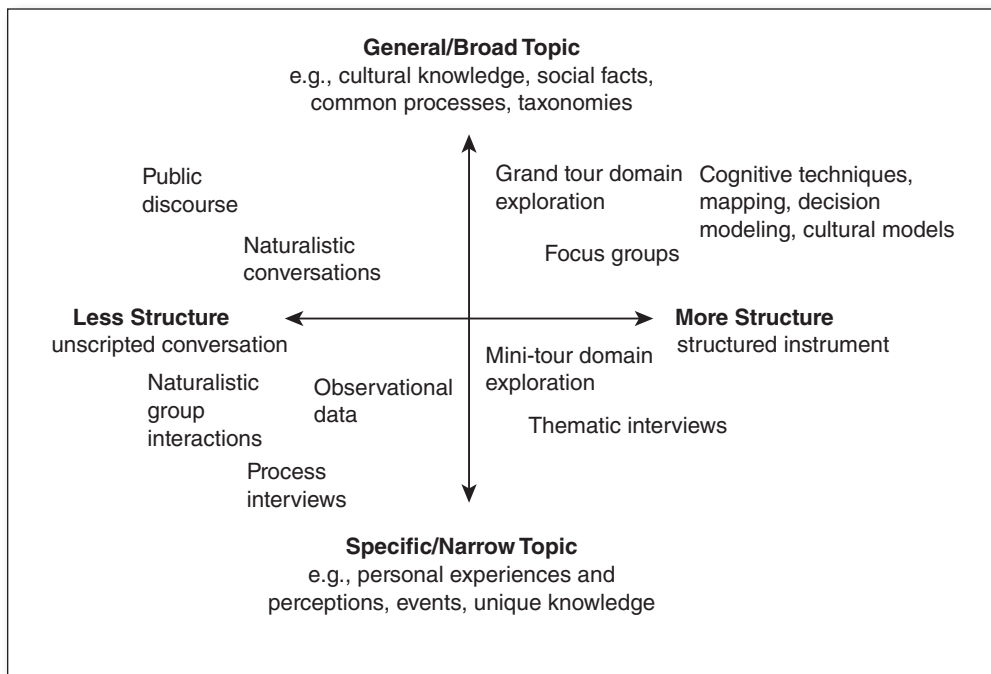 General/Broad Topic
e.g., cultural knowledge, social facts,
common processes, taxonomies
Public
discourse
Naturalistic
conversations
Grand tour domain
exploration
Cognitive techniques,
mapping, decision
modeling, cultural models
Focus groups
Less Structure
unscripted conversation
More Structure
structured instrument
Naturalistic
group
interactions
Observational
data
Process
interviews
Mini-tour domain
exploration
Thematic interviews
Specific/Narrow Topic
e.g., personal experiences and
perceptions, events, unique knowledge